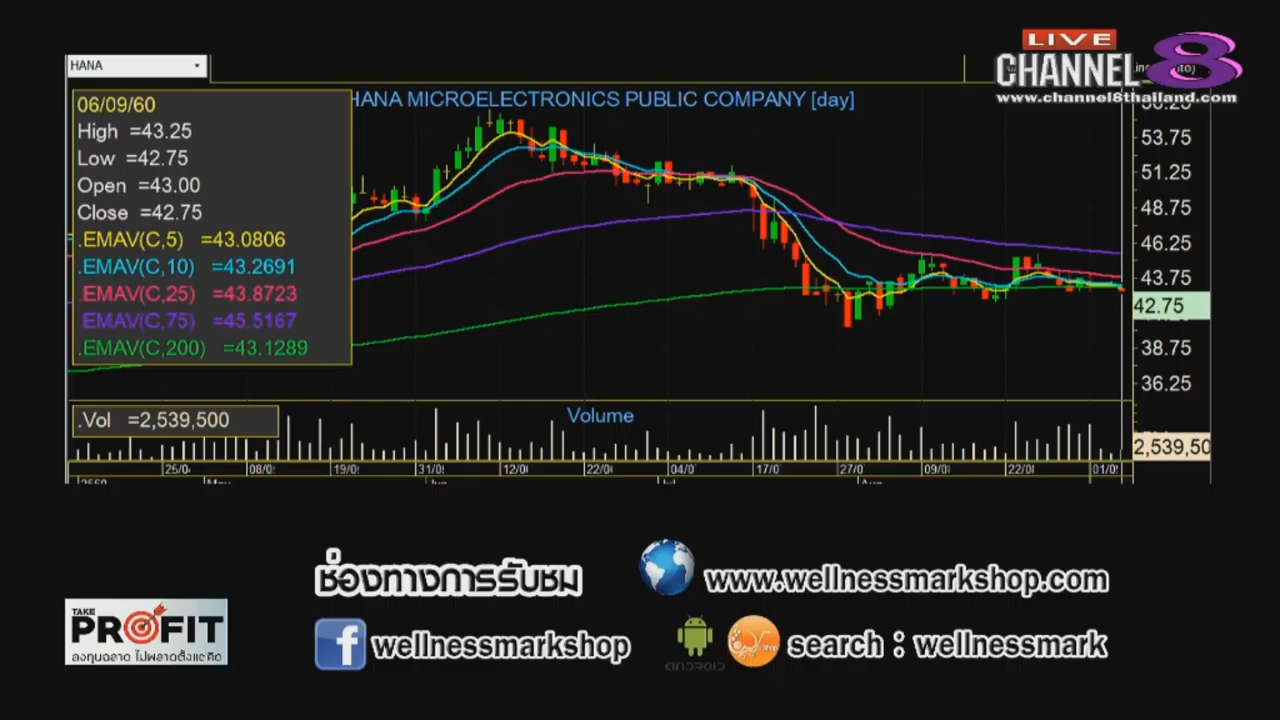 LIVE
CHANNEL 8
www.channel8thailand.com
HANA
HANA MICROELECTRONICS PUBLIC COMPANY [day]
06/09/60
High =43.25
Low =42.75
Open =43.00
Close =42.75
.EMAV(C,5) =43.0806
.EMAV(C,10) =43.2691
.EMAV(C,25) =43.8723
.EMAV(C,75) =45.5167
.EMAV(C,200) =43.1289
56.25
53.75
51.25
48.75
46.25
43.75
42.75
38.75
36.25
.Vol =2,539,500
Volume
2,539,50
25/0 08/0 19/0 31/0 12/0 22/0 04/0 17/0 27/0 09/0 22/0 01/0
ช่องทางการรับชม
www.wellnessmarkshop.com
TAKE
PROFIT
ลงทุนฉลาด ไม่พลาดตั้งแต่คิด
wellnessmarkshop
ANDROID
search : wellnessmark